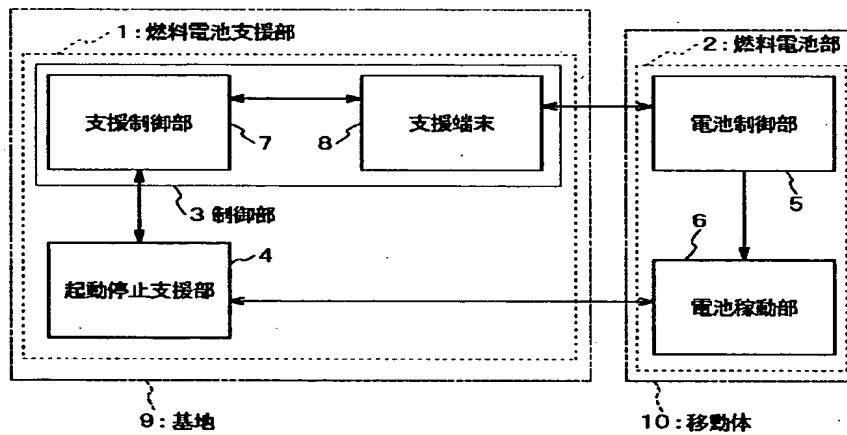 1:燃料電池支援部
2:燃料電池部
支援制御部
支援端末
電池制御部
7
8
5
3 制御部
4
6
起動停止支援部
電池稼動部
9:基地
10:移動体